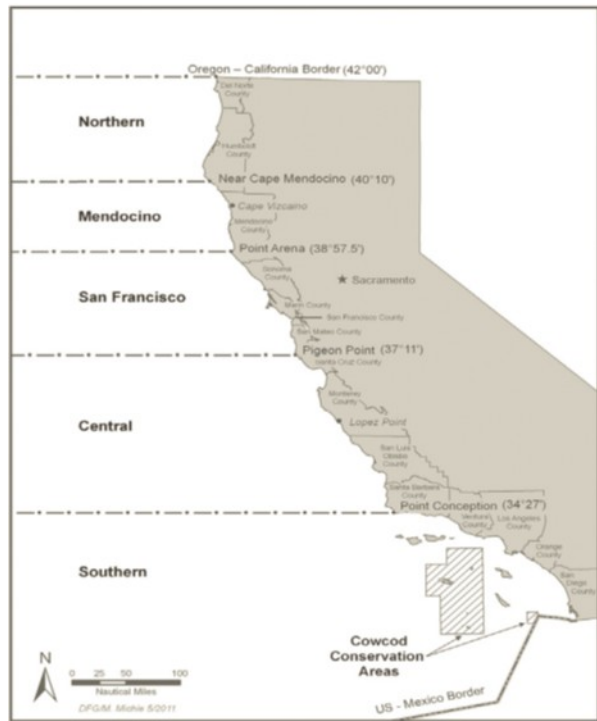 Oregon – California Border (42°00')
Del Norte
County
Northern
Humboldt
County
Near Cape Mendocino (40°10')
Cape Vizcaino
Mendocino
Mendocino
County
Point Arena (38°57.5')
Sonoma
County
Sacramento
San Francisco
Marin County
San Francisco County
San Mateo County
Pigeon Point (37°11')
Santa Cruz County
Monterey
County
Lopez Point
Central
San Luis
Obispo
County
Santa Barbara
County
Point Conception (34°27')
Ventura
County
Los Angeles
County
Orange
County
Southern
San
Diego
County
Cowcod
Conservation
Areas
N
0 25 50 100
Nautical Miles
DFG/M. Michie 5/2011
US - Mexico Border